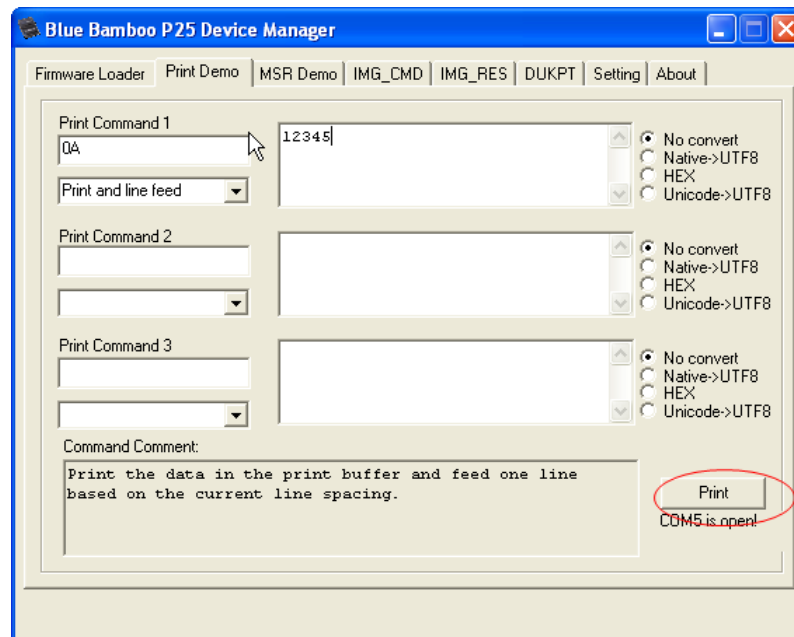 Blue Bamboo P25 Device Manager
Firmware Loader Print Demo MSR Demo IMG_CMD IMG_RES DUKPT Setting About
Print Command 1
0A
12345
Print and line feed
No convert
Native->UTF8
HEX
Unicode->UTF8
Print Command 2
No convert
Native->UTF8
HEX
Unicode->UTF8
Print Command 3
No convert
Native->UTF8
HEX
Unicode->UTF8
Command Comment:
Print the data in the print buffer and feed one line
based on the current line spacing.
Print
COM5 is open!